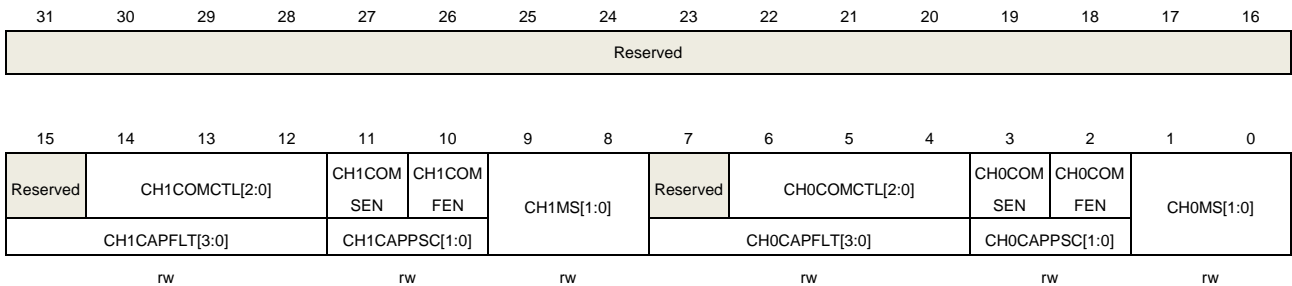 31 30 29 28 27 26 25 24 23 22 21 20 19 18 17 16
Reserved
15 14 13 12 11 10 9 8 7 6 5 4 3 2 1 0
Reserved CH1COMCTL[2:0] CH1COM SEN CH1COM FEN CH1MS[1:0] Reserved CH0COMCTL[2:0] CH0COM SEN CH0COM FEN CH0MS[1:0]
CH1CAPFLT[3:0] CH1CAPPSC[1:0] CH0CAPFLT[3:0] CH0CAPPSC[1:0]
rw rw rw rw rw rw